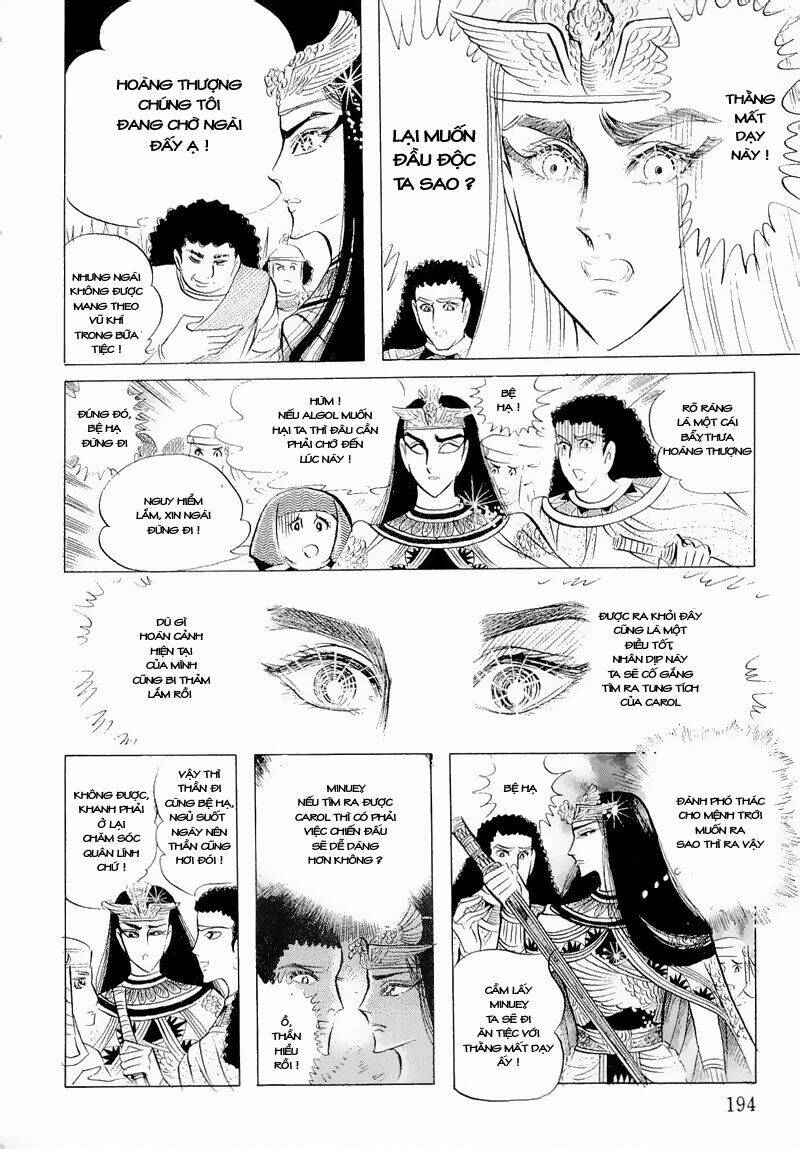 THẰNG
MẤT
DẠY
NÀY !
LẠI MUỐN
ĐẦU ĐỘC
TA SAO ?
HOÀNG THƯỢNG
CHÚNG TÔI
ĐANG CHỜ NGÀI
ĐẤY Ạ !
NHƯNG NGÀI
KHÔNG ĐƯỢC
MANG THEO
VŨ KHÍ
TRONG BỮA
TIỆC !
RÕ RÀNG
LÀ MỘT CÁI
BẪY THƯA
HOÀNG THƯỢNG
BỆ
HẠ !
HỪM !
NẾU ALGOL MUỐN
HẠI TA THÌ ĐÂU CẦN
PHẢI CHỜ ĐẾN
LÚC NÀY !
ĐÚNG ĐÓ,
BỆ HẠ
ĐỪNG ĐI
NGUY HIỂM
LẮM, XIN NGÀI
ĐỪNG ĐI !
ĐƯỢC RA KHỎI ĐÂY
CŨNG LÀ MỘT
ĐIỀU TỐT,
NHÂN DỊP NÀY
TA SẼ CỐ GẮNG
TÌM RA TUNG TÍCH
CỦA CAROL
DÙ GÌ
HOÀN CẢNH
HIỆN TẠI
CỦA MÌNH
CŨNG BI THẢM
LẮM RỒI
ĐÀNH PHÓ THÁC
CHO MỆNH TRỜI
MUỐN RA
SAO THÌ RA VẬY
BỆ HẠ
CẦM LẤY
MINUEY,
TA SẼ ĐI
ĂN TIỆC VỚI
THẰNG MẤT DẠY
ẤY !
MINUEY,
NẾU TÌM RA ĐƯỢC
CAROL THÌ CÓ PHẢI
VIỆC CHIẾN ĐẤU
SẼ DỄ DÀNG
HƠN KHÔNG ?
Ồ,
THẦN
HIỂU
RỒI !
VẬY THÌ
THẦN ĐI
CÙNG BỆ HẠ,
NGỦ SUỐT
NGÀY NÊN
THẦN CŨNG
HƠI ĐÓI !
KHÔNG ĐƯỢC,
KHANH PHẢI
Ở LẠI
CHĂM SÓC
QUÂN LÍNH
CHỨ !
194